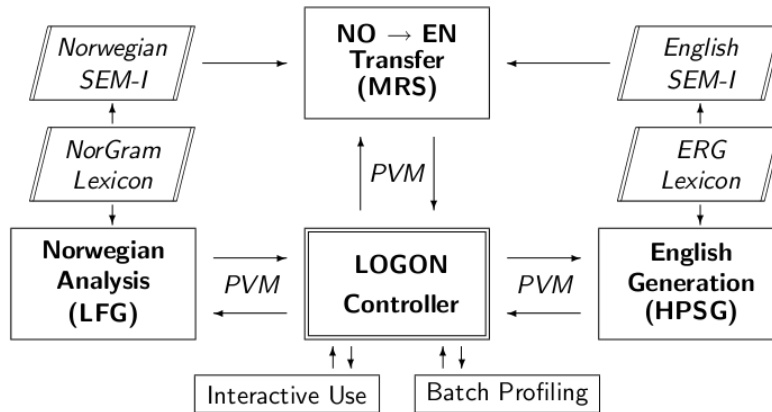 Norwegian
SEM-I
NO → EN
Transfer
(MRS)
English
SEM-I
NorGram
Lexicon
PVM
ERG
Lexicon
Norwegian
Analysis
(LFG)
PVM
LOGON
Controller
PVM
English
Generation
(HPSG)
Interactive Use
Batch Profiling